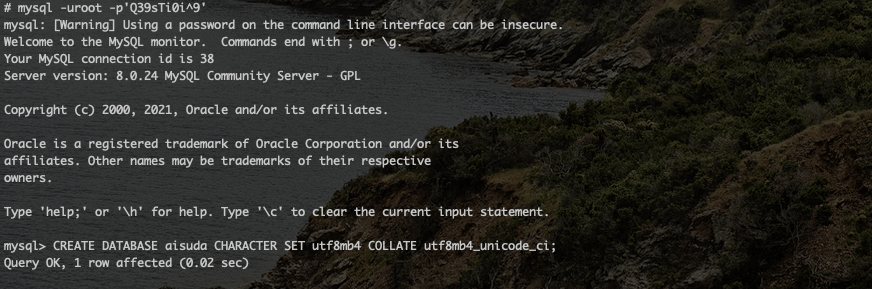 # mysql -uroot -p'Q39sTi0i^9'
mysql: [Warning] Using a password on the command line interface can be insecure.
Welcome to the MySQL monitor.  Commands end with ; or \g.
Your MySQL connection id is 38
Server version: 8.0.24 MySQL Community Server - GPL

Copyright (c) 2000, 2021, Oracle and/or its affiliates.

Oracle is a registered trademark of Oracle Corporation and/or its
affiliates. Other names may be trademarks of their respective
owners.

Type 'help;' or '\h' for help. Type '\c' to clear the current input statement.

mysql> CREATE DATABASE aisuda CHARACTER SET utf8mb4 COLLATE utf8mb4_unicode_ci;
Query OK, 1 row affected (0.02 sec)